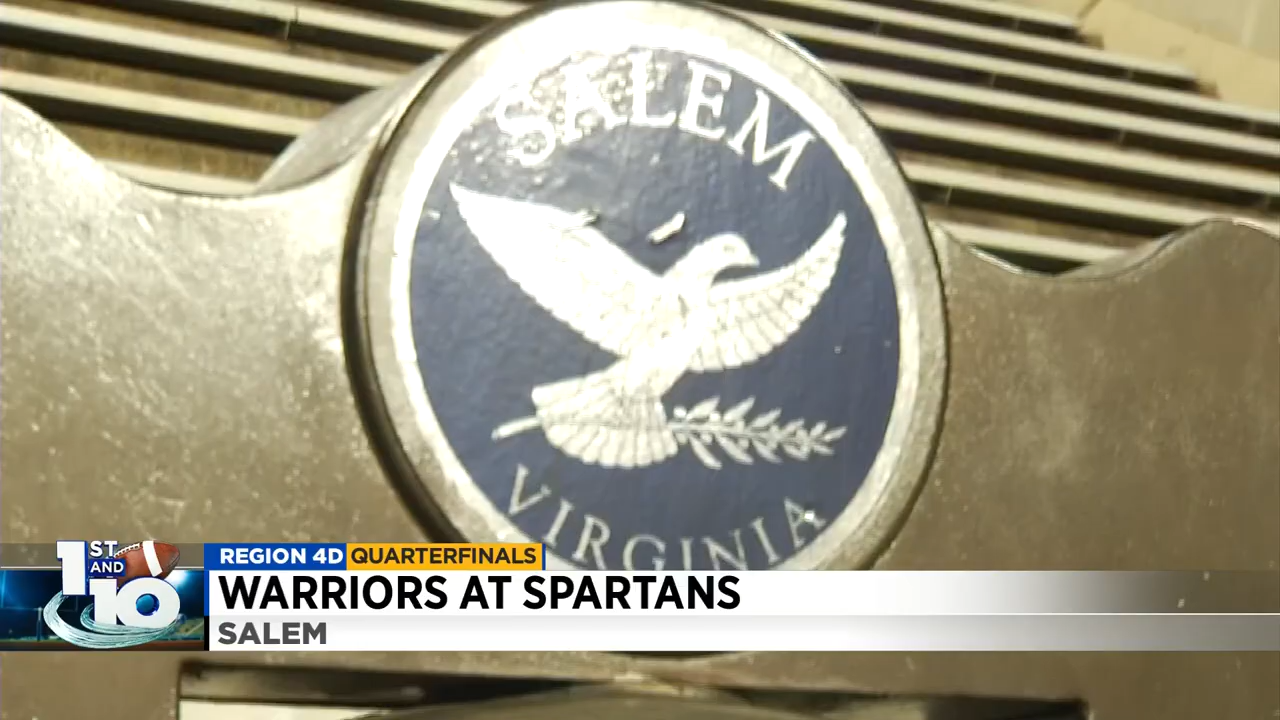 SALEM
VIRGINIA
1ST AND 10
REGION 4D QUARTERFINALS
WARRIORS AT SPARTANS
SALEM